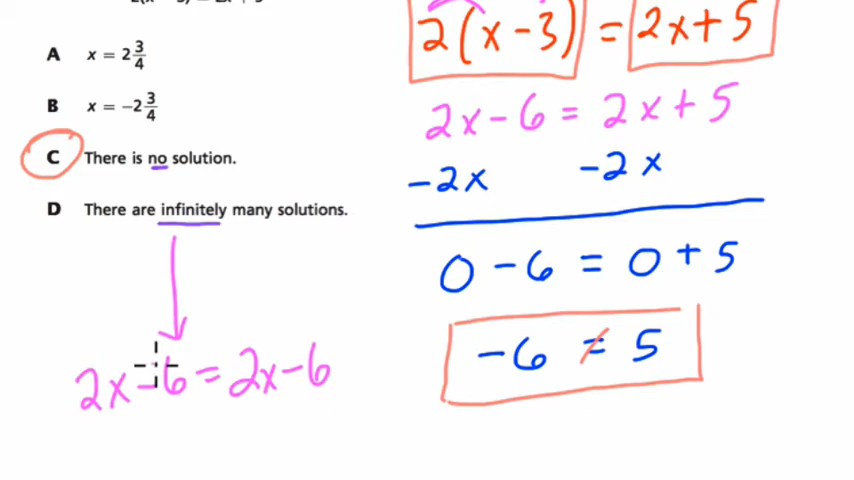 A x = 2 3/4
B x = −2 3/4
C There is no solution.
D There are infinitely many solutions.
2x − 6 = 2x − 6
2(x − 3) = 2x + 5
2x − 6 = 2x + 5
−2x −2x
0 − 6 = 0 + 5
−6 ≠ 5